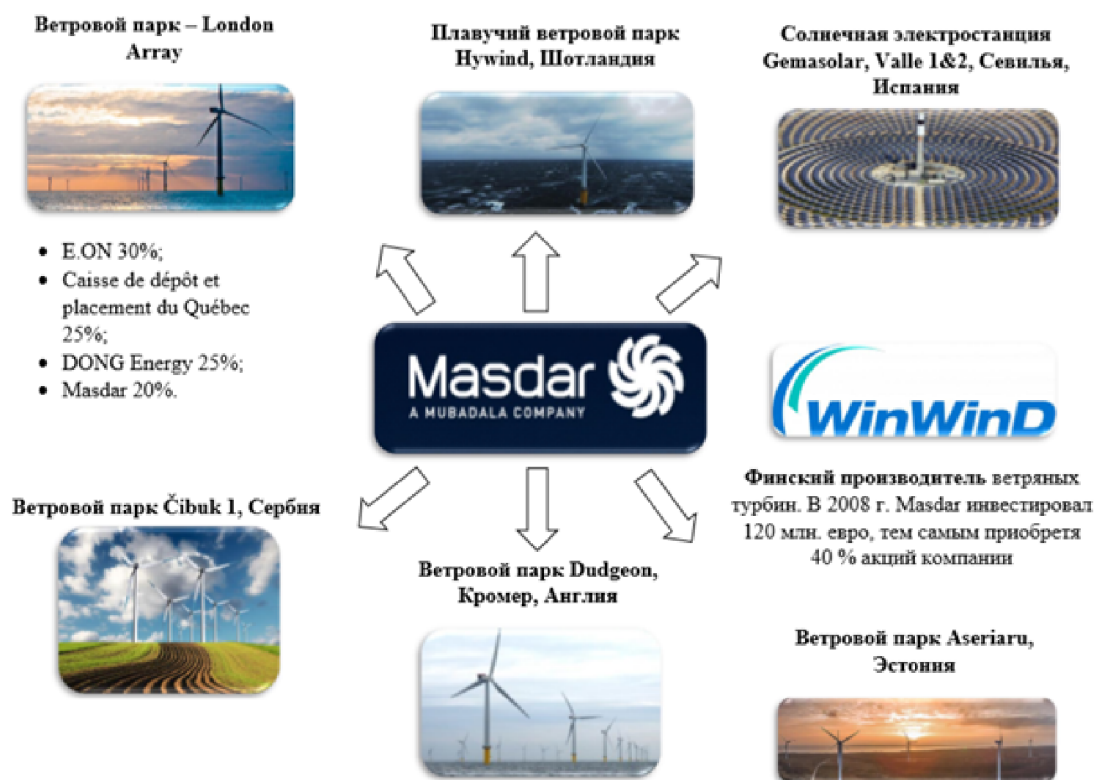 Ветровой парк – London
Array
Плавучий ветровой парк
Hywind, Шотландия
Солнечная электростанция
Gemasolar, Valle 1&2, Севилья,
Испания
• E.ON 30%;
• Caisse de dépôt et
placement du Québec
25%;
• DONG Energy 25%;
• Masdar 20%.
Masdar
A MUBADALA COMPANY
WinWinD
Финский производитель ветряных
турбин. В 2008 г. Masdar инвестировал
120 млн. евро, тем самым приобретя
40 % акций компании
Ветровой парк Čibuk 1, Сербия
Ветровой парк Dudgeon,
Кромер, Англия
Ветровой парк Aseriaru,
Эстония